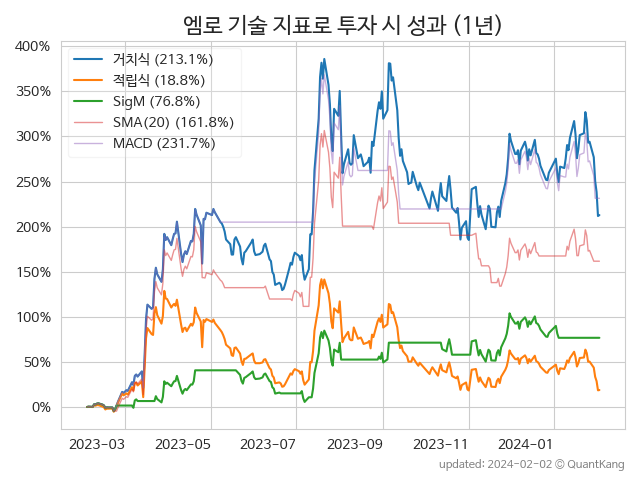 엠로 기술 지표로 투자 시 성과 (1년)
400%
350%
300%
250%
200%
150%
100%
50%
0%
거치식 (213.1%)
적립식 (18.8%)
SigM (76.8%)
SMA(20) (161.8%)
MACD (231.7%)
2023-03
2023-05
2023-07
2023-09
2023-11
2024-01
updated: 2024-02-02 © QuantKang